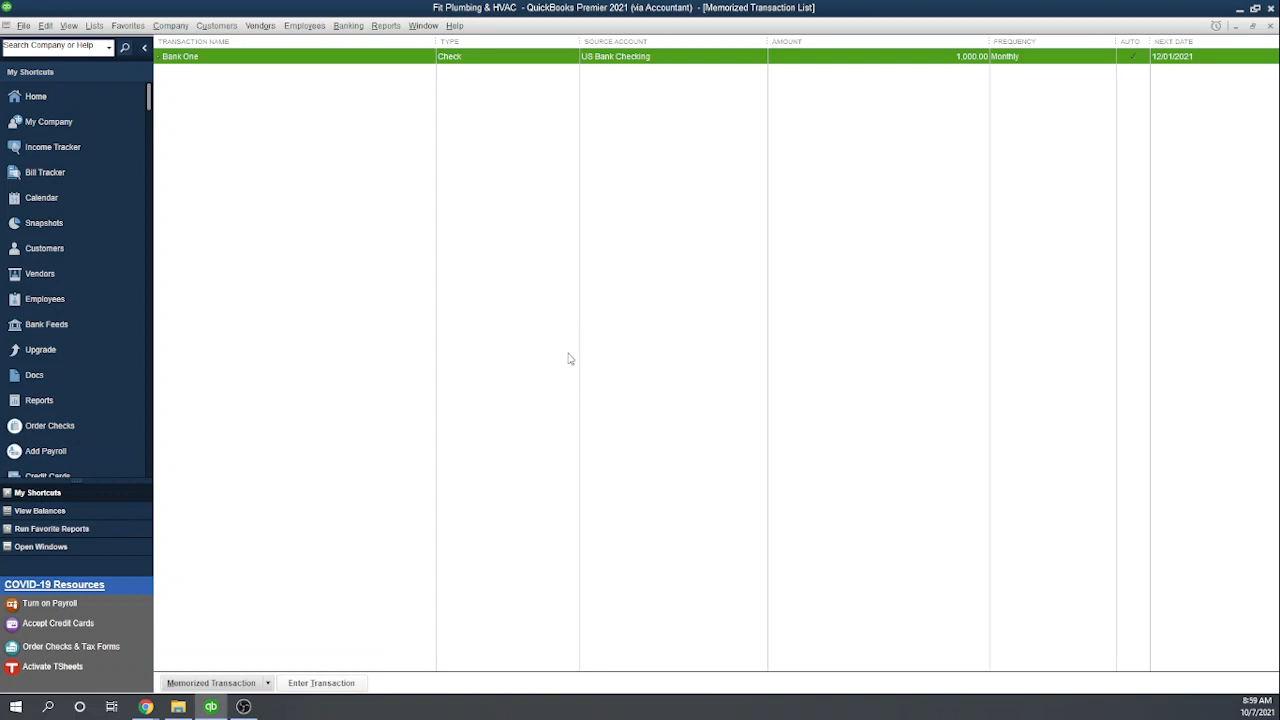 Fit Plumbing & HVAC - QuickBooks Premier 2021 (via Accountant) - [Memorized Transaction List]
File Edit View Lists Favorites Company Customers Vendors Employees Banking Reports Window Help
Search Company or Help
TRANSACTION NAME TYPE SOURCE ACCOUNT AMOUNT FREQUENCY AUTO NEXT DATE
Bank One Check US Bank Checking 1,000.00 Monthly ✓ 12/01/2021
My Shortcuts
Home
My Company
Income Tracker
Bill Tracker
Calendar
Snapshots
Customers
Vendors
Employees
Bank Feeds
Upgrade
Docs
Reports
Order Checks
Add Payroll
Credit Cards
My Shortcuts
View Balances
Run Favorite Reports
Open Windows
COVID-19 Resources
Turn on Payroll
Accept Credit Cards
Order Checks & Tax Forms
Activate TSheets
Memorized Transaction Enter Transaction
8:59 AM
10/7/2021